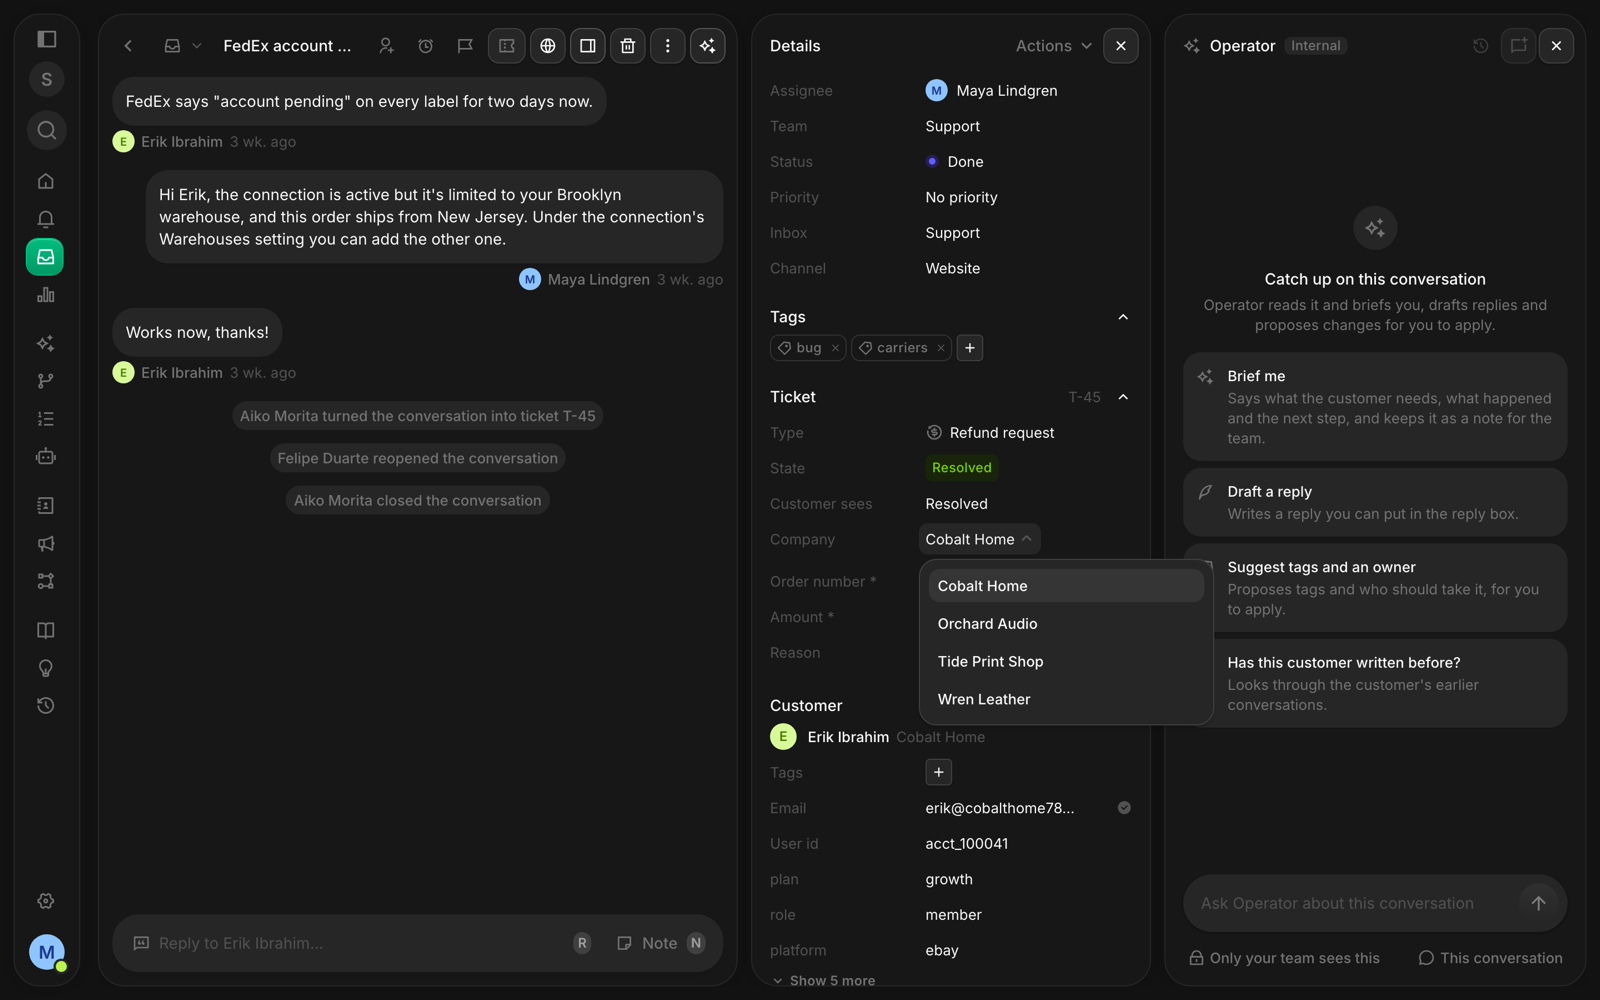 S
M
FedEx account ...
FedEx says "account pending" on every label for two days now.
E Erik Ibrahim 3 wk. ago
Hi Erik, the connection is active but it's limited to your Brooklyn
warehouse, and this order ships from New Jersey. Under the connection's
Warehouses setting you can add the other one.
M Maya Lindgren 3 wk. ago
Works now, thanks!
E Erik Ibrahim 3 wk. ago
Aiko Morita turned the conversation into ticket T-45
Felipe Duarte reopened the conversation
Aiko Morita closed the conversation
Reply to Erik Ibrahim... R Note N
Details Actions
Assignee M Maya Lindgren
Team Support
Status Done
Priority No priority
Inbox Support
Channel Website
Tags
bug carriers
Ticket T-45
Type Refund request
State Resolved
Customer sees Resolved
Company Cobalt Home
Cobalt Home
Orchard Audio
Tide Print Shop
Wren Leather
Order number *
Amount *
Reason
Customer
E Erik Ibrahim Cobalt Home
Tags
Email erik@cobalthome78...
User id acct_100041
plan growth
role member
platform ebay
Show 5 more
Operator Internal
Catch up on this conversation
Operator reads it and briefs you, drafts replies and
proposes changes for you to apply.
Brief me
Says what the customer needs, what happened
and the next step, and keeps it as a note for the
team.
Draft a reply
Writes a reply you can put in the reply box.
Suggest tags and an owner
Proposes tags and who should take it, for you
to apply.
Has this customer written before?
Looks through the customer's earlier
conversations.
Ask Operator about this conversation
Only your team sees this This conversation